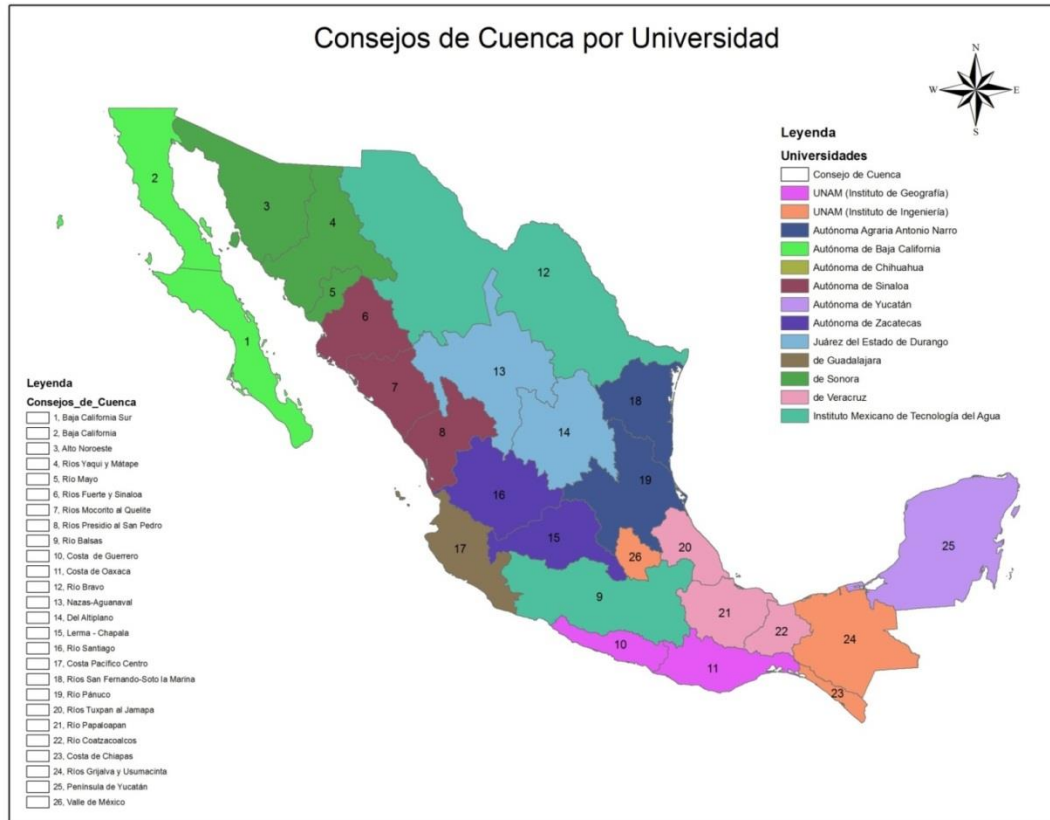 Consejos de Cuenca por Universidad
N
W
E
S
Leyenda
Universidades
Consejo de Cuenca
UNAM (Instituto de Geografía)
UNAM (Instituto de Ingeniería)
Autónoma Agraria Antonio Narro
Autónoma de Baja California
Autónoma de Chihuahua
Autónoma de Sinaloa
Autónoma de Yucatán
Autónoma de Zacatecas
Juárez del Estado de Durango
de Guadalajara
de Sonora
de Veracruz
Instituto Mexicano de Tecnología del Agua
2
3
4
12
5
6
1
13
7
18
8
14
19
16
15
17
26
20
25
9
21
22
24
10
11
23
Leyenda
Consejos_de_Cuenca
1, Baja California Sur
2, Baja California
3, Alto Noroeste
4, Ríos Yaqui y Mátape
5, Río Mayo
6, Ríos Fuerte y Sinaloa
7, Ríos Mocorito al Quelite
8, Ríos Presidio al San Pedro
9, Río Balsas
10, Costa de Guerrero
11, Costa de Oaxaca
12, Río Bravo
13, Nazas-Aguanaval
14, Del Altiplano
15, Lerma - Chapala
16, Río Santiago
17, Costa Pacífico Centro
18, Ríos San Fernando-Soto la Marina
19, Río Pánuco
20, Ríos Tuxpan al Jamapa
21, Río Papaloapan
22, Río Coatzacoalcos
23, Costa de Chiapas
24, Ríos Grijalva y Usumacinta
25, Península de Yucatán
26, Valle de México